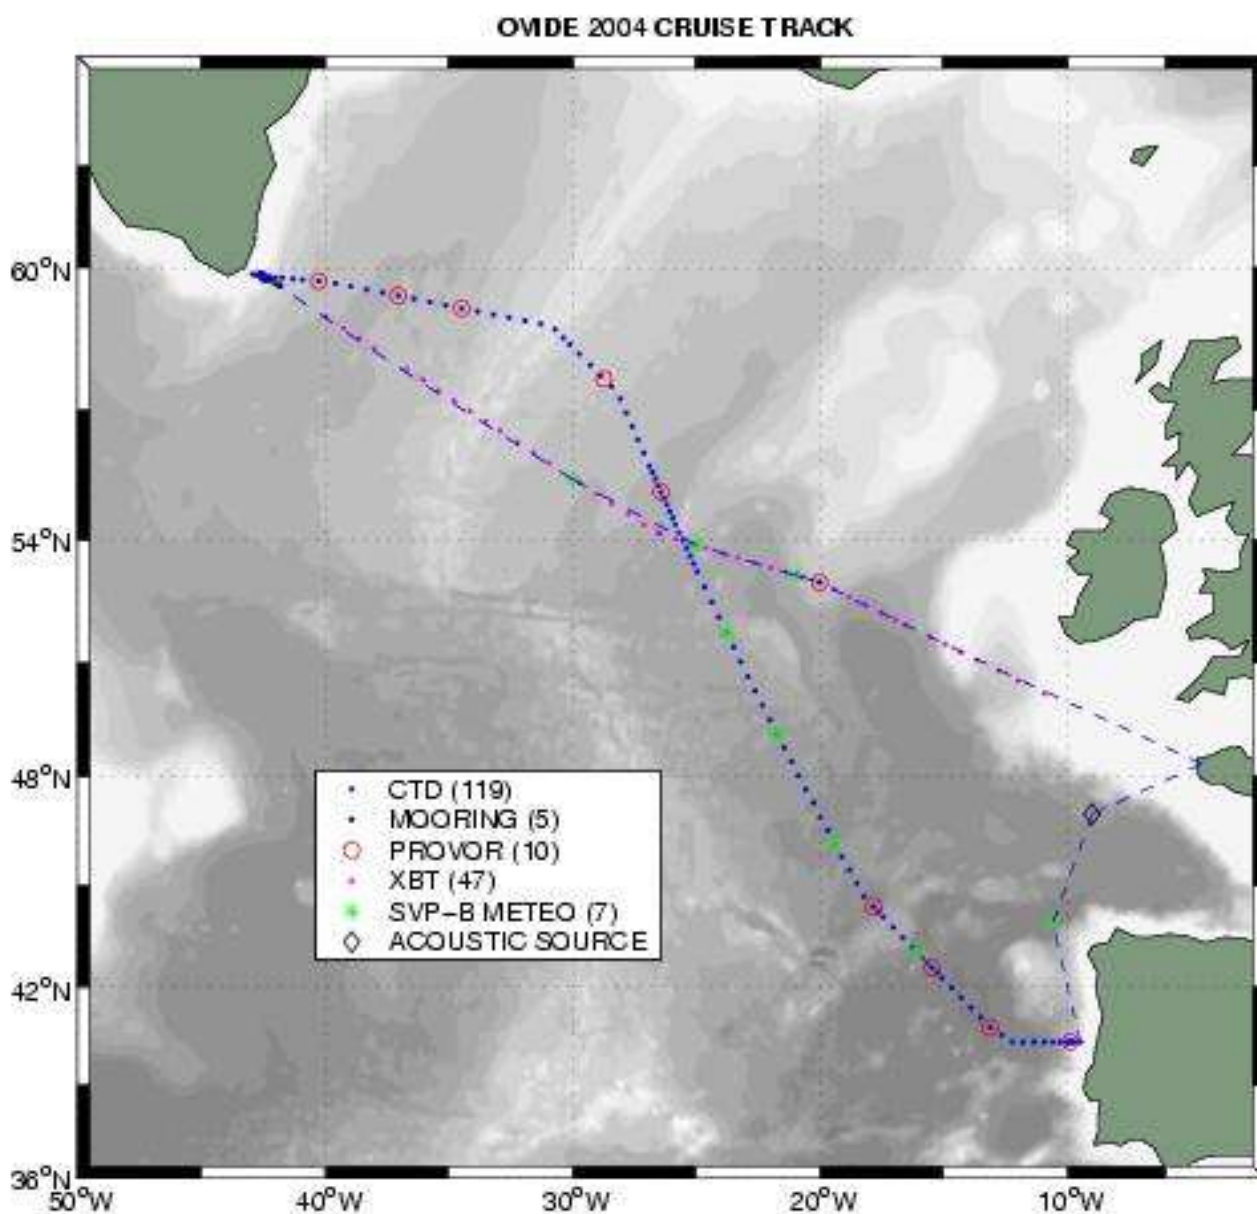 OVIDE 2004 CRUISE TRACK
60°N
54°N
48°N
42°N
36°N
CTD (119)
MOORING (5)
PROVOR (10)
XBT (47)
SVP-B METEO (7)
ACOUSTIC SOURCE
50°W 40°W 30°W 20°W 10°W